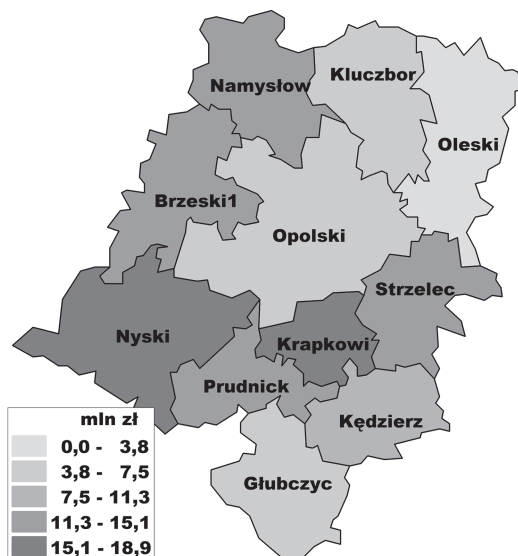 Namysłow
Kluczbor
Oleski
Brzeski1
Opolski
Strzelec
Nyski
Krapkowi
Prudnick
Kędzierz
Głubczyc
mln zł
0,0 - 3,8
3,8 - 7,5
7,5 - 11,3
11,3 - 15,1
15,1 - 18,9